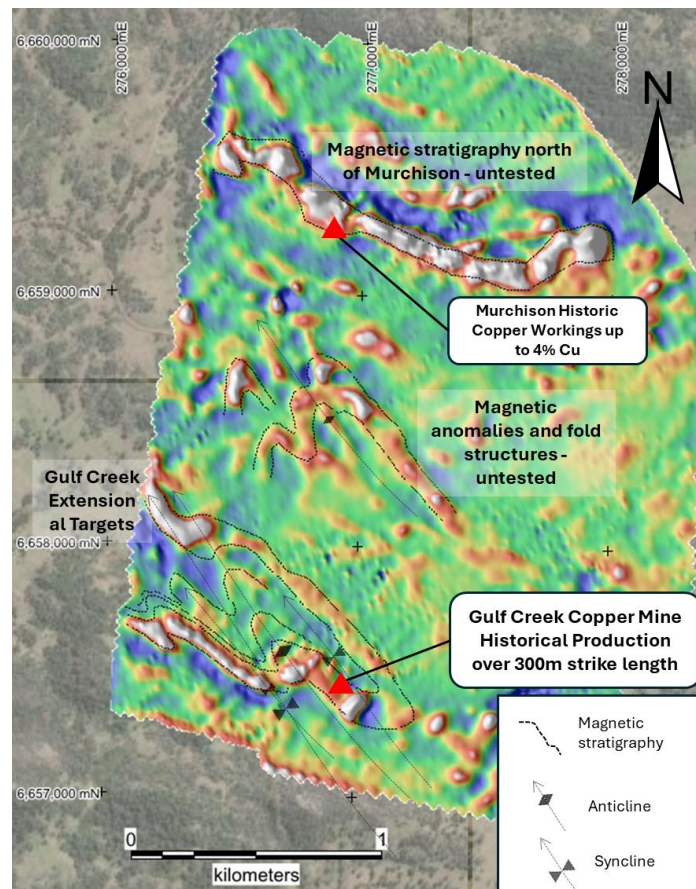 6,660,000 mN
276,000 mE
277,000 mE
278,000 mE
N
Magnetic stratigraphy north
of Murchison - untested
6,659,000 mN
Murchison Historic
Copper Workings up
to 4% Cu
Magnetic
anomalies and fold
structures -
untested
Gulf Creek
Extension
al Targets
6,658,000 mN
Gulf Creek Copper Mine
Historical Production
over 300m strike length
6,657,000 mN
0
1
kilometers
Magnetic
stratigraphy
Anticline
Syncline